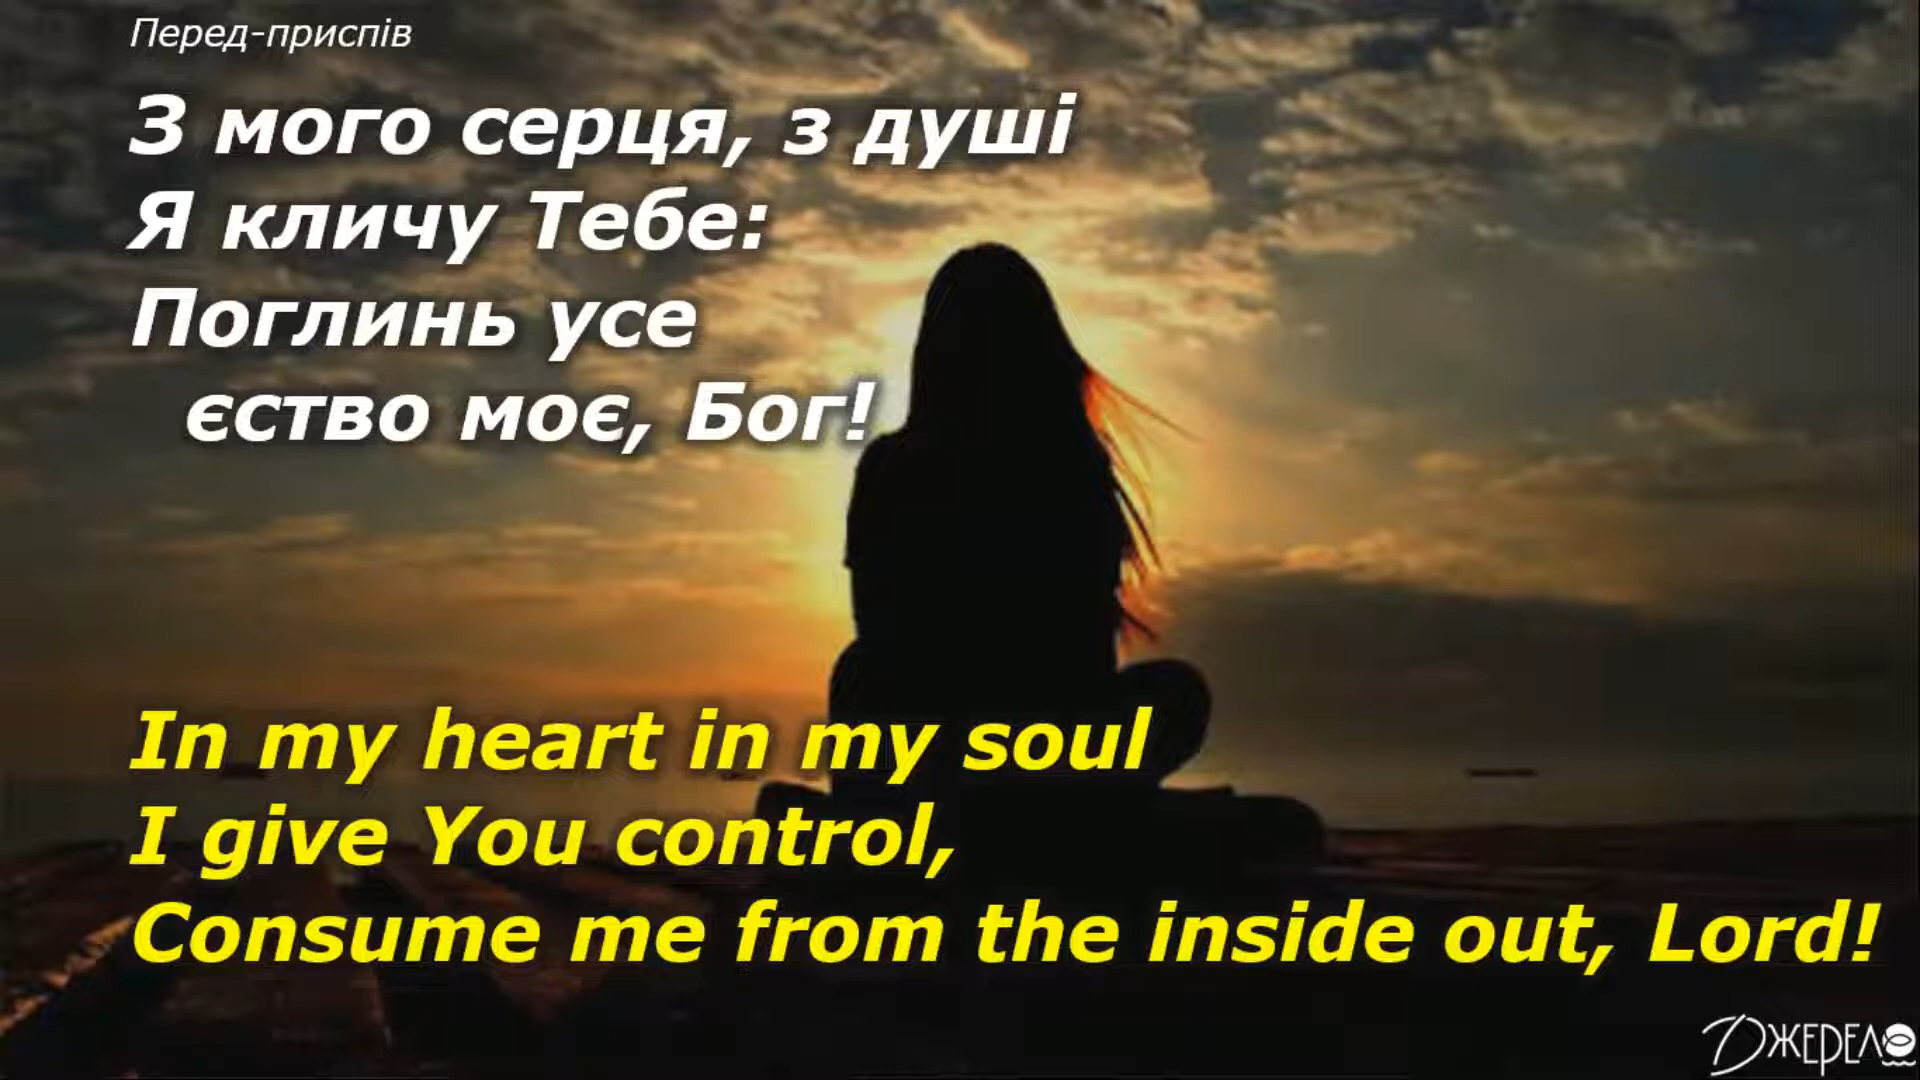 Перед-приспів
З мого серця, з душі
Я кличу Тебе:
Поглинь усе
єство моє, Бог!
In my heart in my soul
I give You control,
Consume me from the inside out, Lord!
Джерело